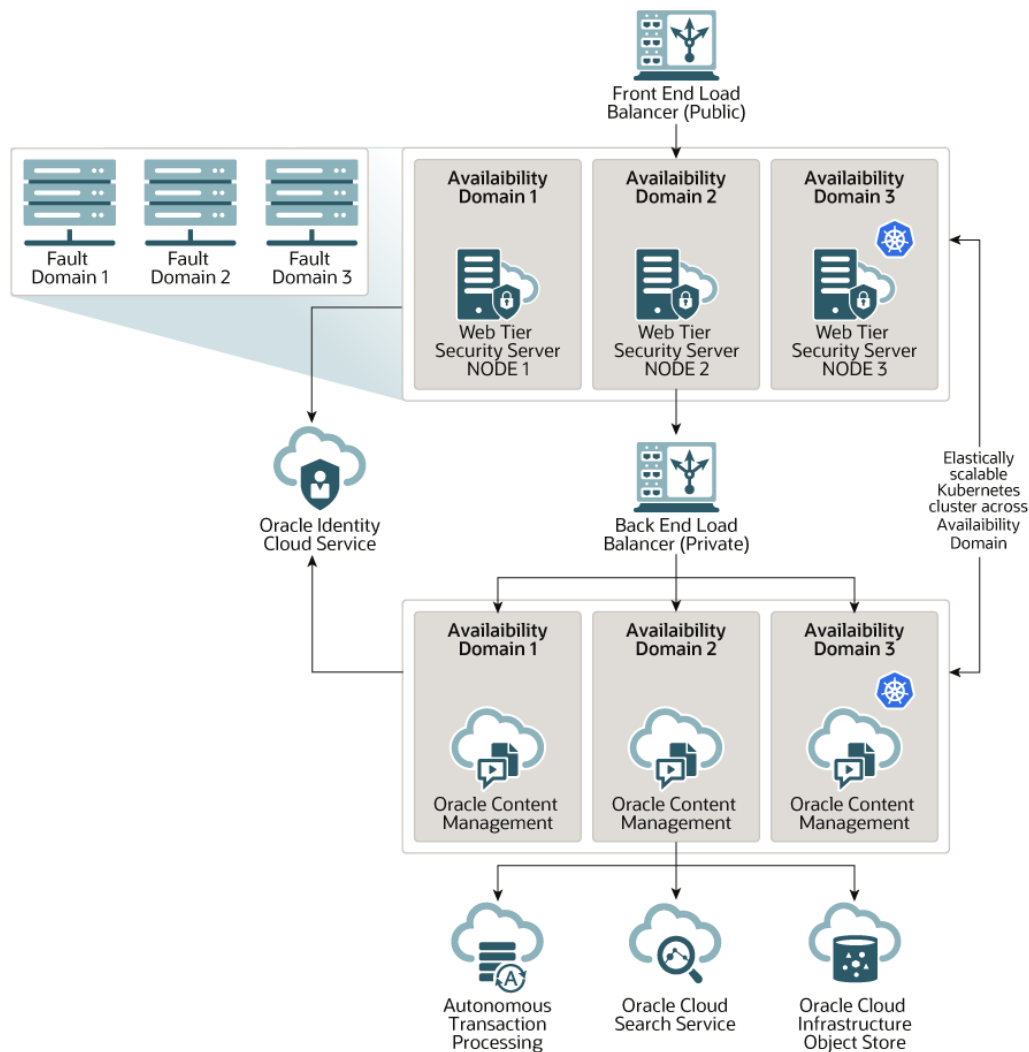 Front End Load
Balancer (Public)
Fault
Domain 1
Fault
Domain 2
Fault
Domain 3
Availaibility
Domain 1
Availaibility
Domain 2
Availaibility
Domain 3
Web Tier
Security Server
NODE 1
Web Tier
Security Server
NODE 2
Web Tier
Security Server
NODE 3
Oracle Identity
Cloud Service
Back End Load
Balancer (Private)
Elastically
scalable
Kubernetes
cluster across
Availaibility
Domain
Availaibility
Domain 1
Availaibility
Domain 2
Availaibility
Domain 3
Oracle Content
Management
Oracle Content
Management
Oracle Content
Management
A
Autonomous
Transaction
Processing
Oracle Cloud
Search Service
Oracle Cloud
Infrastructure
Object Store